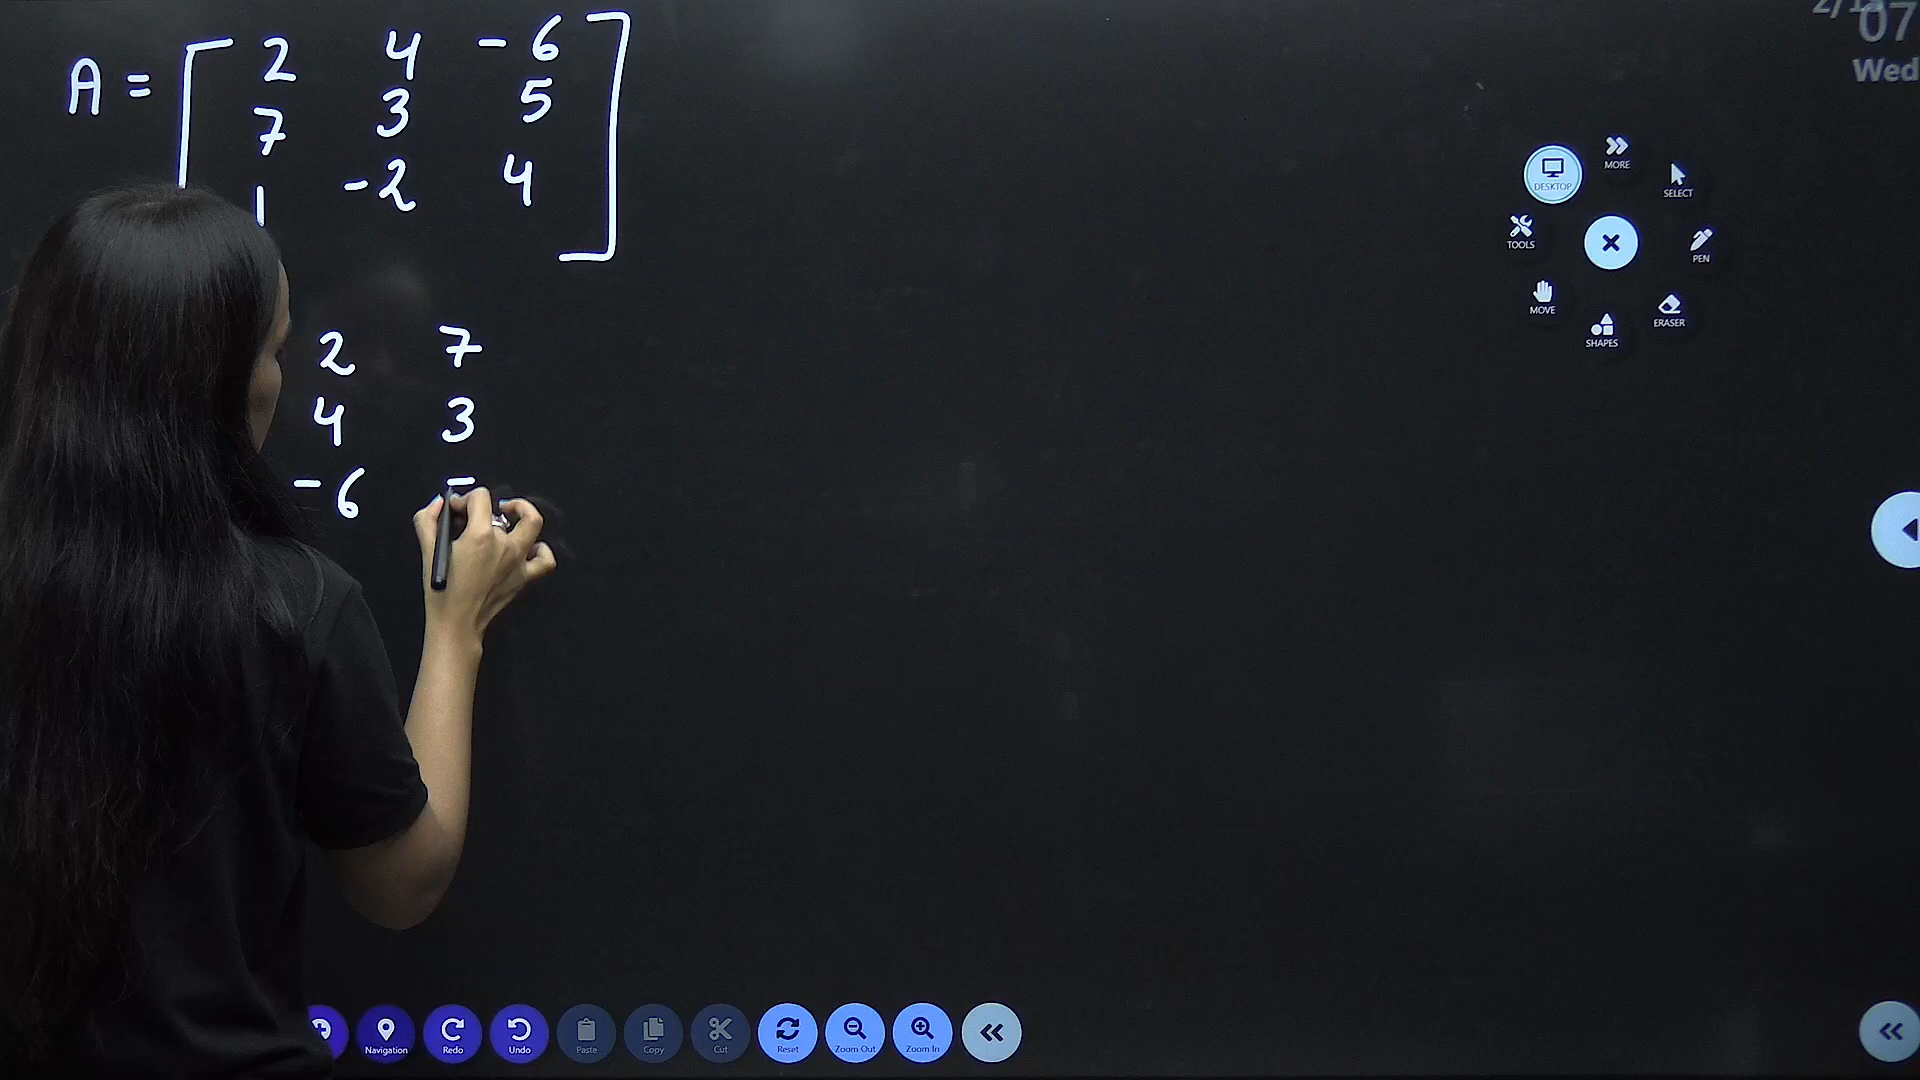 A = [ 2 4 -6 ]
7 3 5
1 -2 4
2 7
4 3
-6
07
Wed
MORE
DESKTOP
SELECT
TOOLS
PEN
MOVE
ERASER
SHAPES
Navigation Redo Undo Paste Copy Cut Reset Zoom Out Zoom In